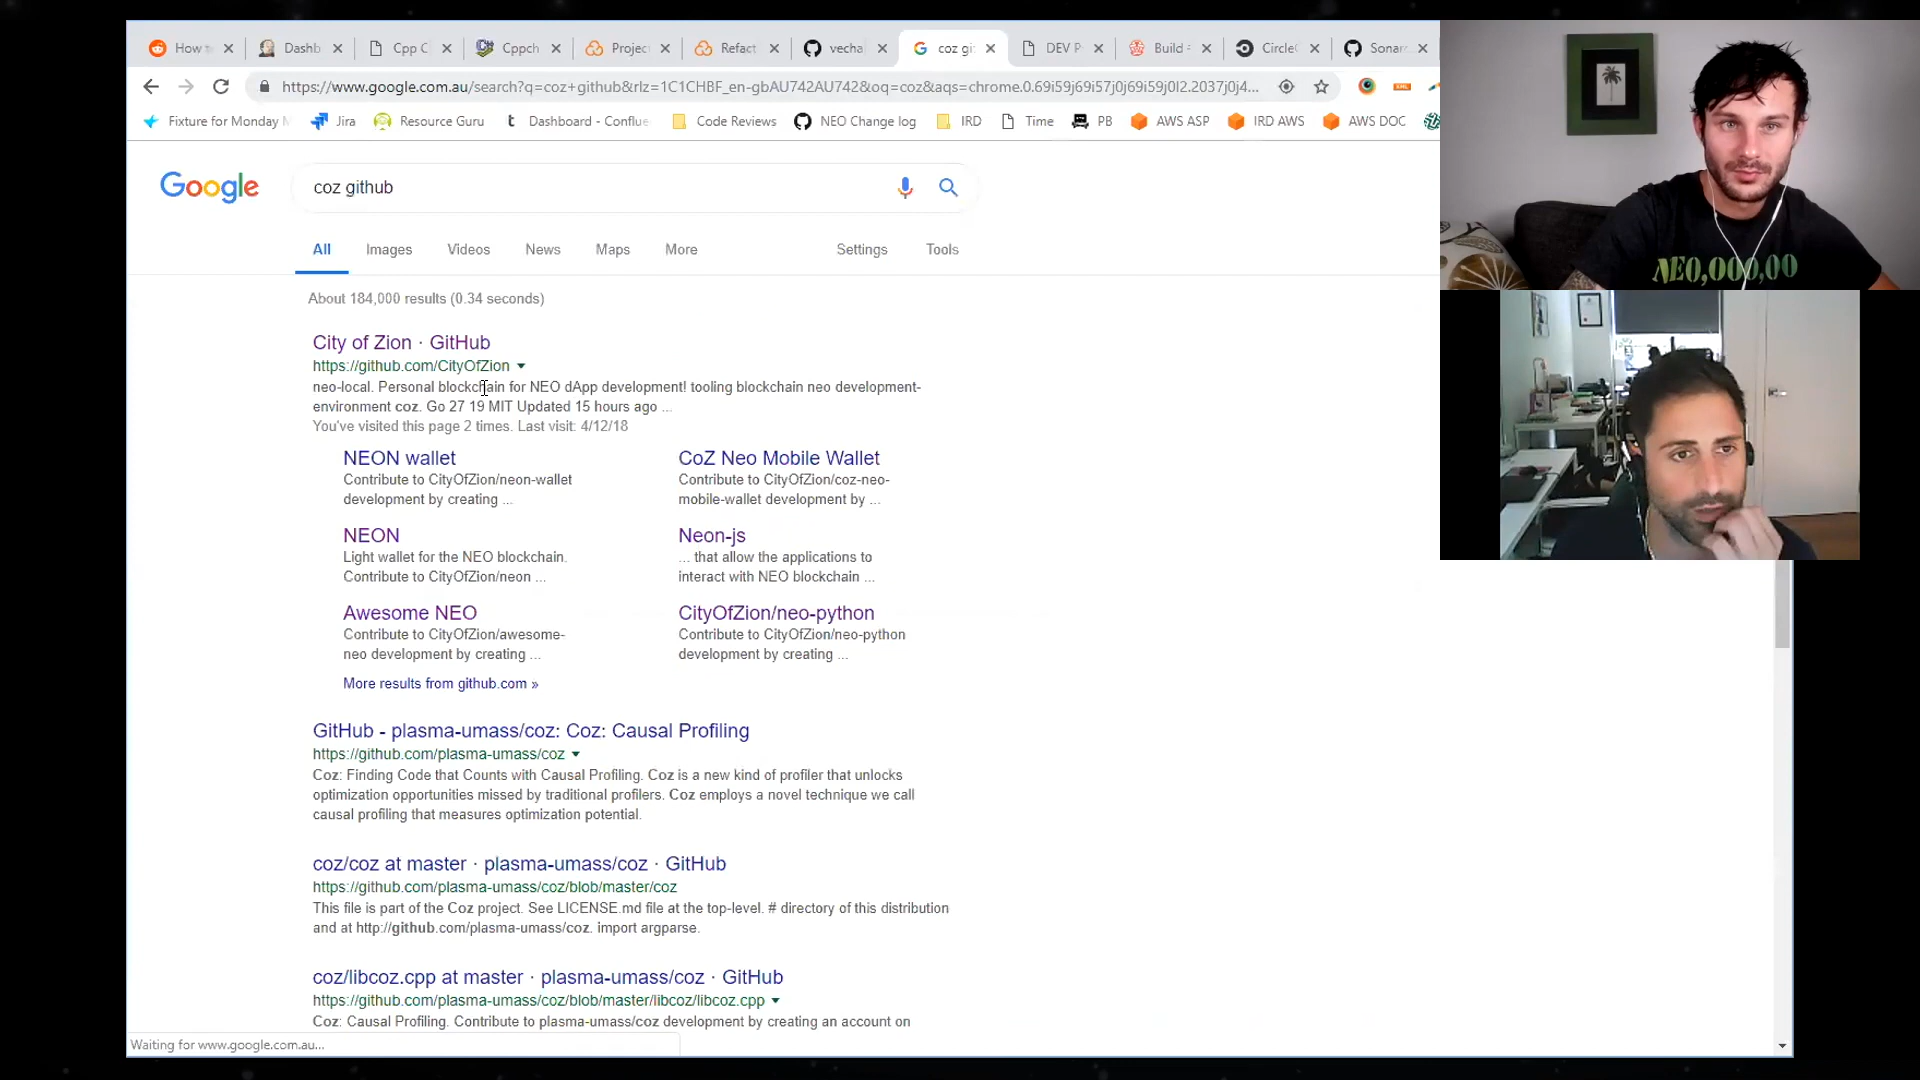 How to
Dashb
Cpp C
Cppch
Projec
Refact
vecha
coz git
DEV P
Build #
CircleC
Sonar
https://www.google.com.au/search?q=coz+github&rlz=1C1CHBF_en-gbAU742AU742&oq=coz&aqs=chrome.0.69i59j69i57j0j69i59j0l2.2037j0j4...
Fixture for Monday N
Jira
Resource Guru
Dashboard - Conflue
Code Reviews
NEO Change log
IRD
Time
PB
AWS ASP
IRD AWS
AWS DOC
Google
coz github
All
Images
Videos
News
Maps
More
Settings
Tools
About 184,000 results (0.34 seconds)
City of Zion · GitHub
https://github.com/CityOfZion
neo-local. Personal blockchain for NEO dApp development! tooling blockchain neo development-
environment coz. Go 27 19 MIT Updated 15 hours ago ...
You've visited this page 2 times. Last visit: 4/12/18
NEON wallet
Contribute to CityOfZion/neon-wallet
development by creating ...
CoZ Neo Mobile Wallet
Contribute to CityOfZion/coz-neo-
mobile-wallet development by ...
NEON
Light wallet for the NEO blockchain.
Contribute to CityOfZion/neon ...
Neon-js
... that allow the applications to
interact with NEO blockchain ...
Awesome NEO
Contribute to CityOfZion/awesome-
neo development by creating ...
CityOfZion/neo-python
Contribute to CityOfZion/neo-python
development by creating ...
More results from github.com »
GitHub - plasma-umass/coz: Coz: Causal Profiling
https://github.com/plasma-umass/coz
Coz: Finding Code that Counts with Causal Profiling. Coz is a new kind of profiler that unlocks
optimization opportunities missed by traditional profilers. Coz employs a novel technique we call
causal profiling that measures optimization potential.
coz/coz at master · plasma-umass/coz · GitHub
https://github.com/plasma-umass/coz/blob/master/coz
This file is part of the Coz project. See LICENSE.md file at the top-level. # directory of this distribution
and at http://github.com/plasma-umass/coz. import argparse.
coz/libcoz.cpp at master · plasma-umass/coz · GitHub
https://github.com/plasma-umass/coz/blob/master/libcoz/libcoz.cpp
Coz: Causal Profiling. Contribute to plasma-umass/coz development by creating an account on
Waiting for www.google.com.au...
NEO,000,00